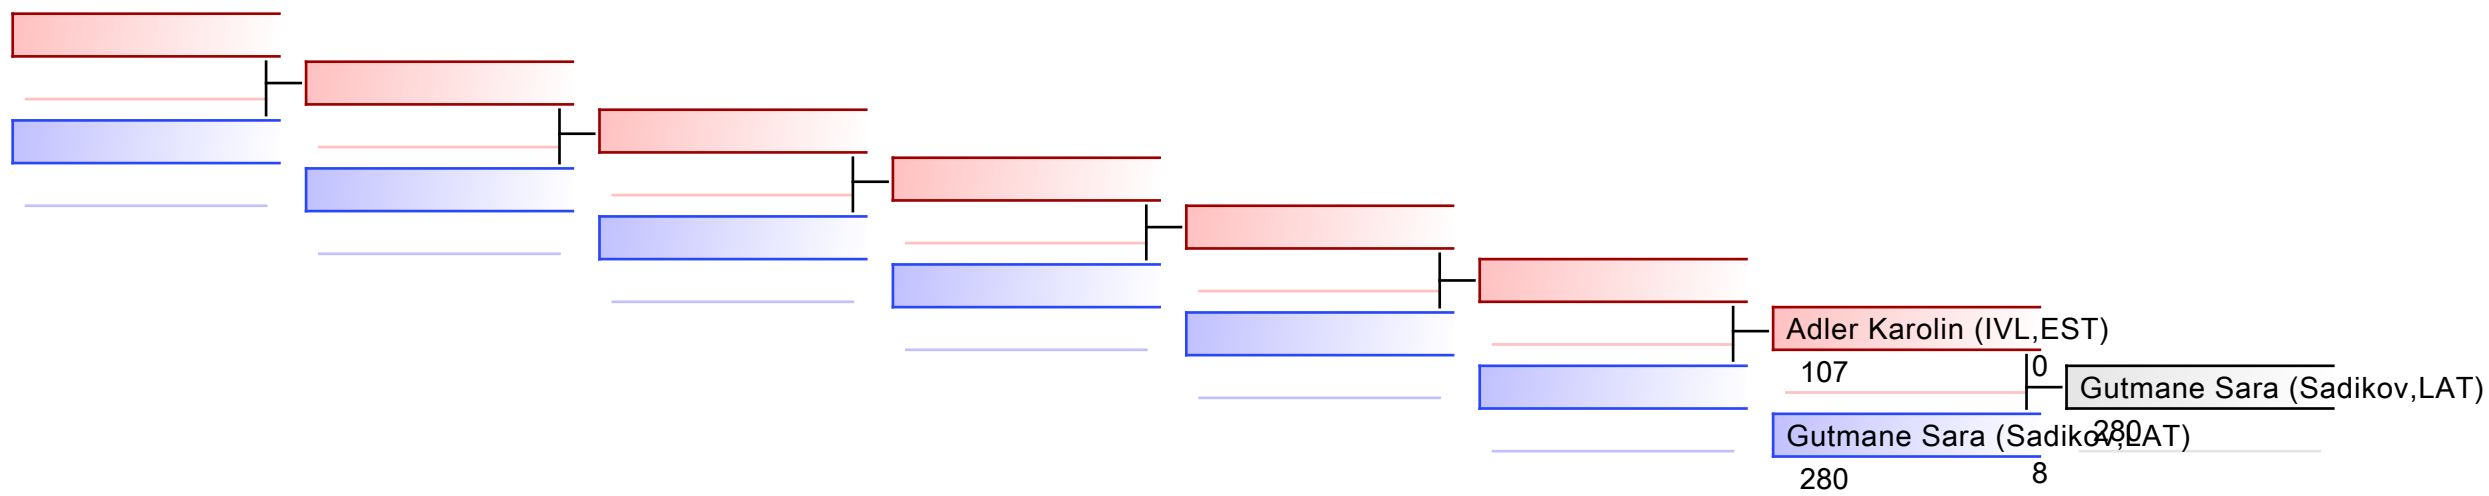 Adler Karolin (IVL,EST)
107 0
Gutmane Sara (Sadikov,LAT)
280
Gutmane Sara (Sadikov,LAT)
280 8